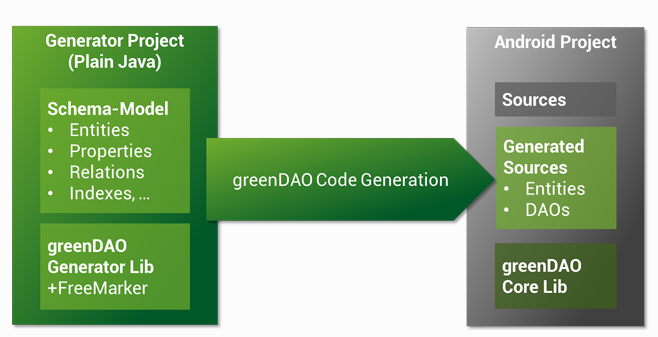 Generator Project
(Plain Java)
Schema-Model
• Entities
• Properties
• Relations
• Indexes, ...
greenDAO
Generator Lib
+FreeMarker
greenDAO Code Generation
Android Project
Sources
Generated
Sources
• Entities
• DAOs
greenDAO
Core Lib